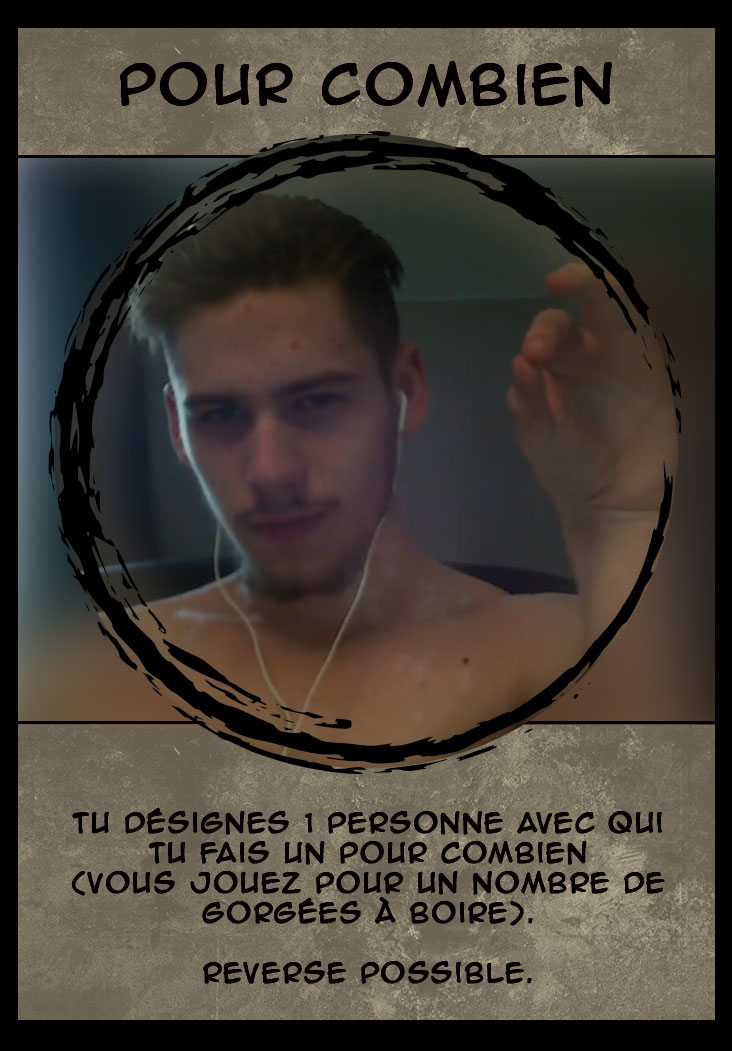 POUR COMBIEN
TU DÉSIGNES 1 PERSONNE AVEC QUI
TU FAIS UN POUR COMBIEN
(VOUS JOUEZ POUR UN NOMBRE DE
GORGÉES À BOIRE).
REVERSE POSSIBLE.